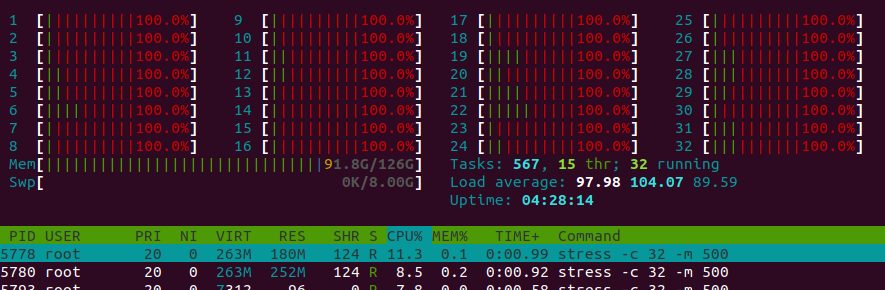 1 [||||||||||100.0%] 9 [||||||||||100.0%] 17 [||||||||||100.0%] 25 [||||||||||100.0%]
2 [||||||||||100.0%] 10 [||||||||||100.0%] 18 [||||||||||100.0%] 26 [||||||||||100.0%]
3 [||||||||||100.0%] 11 [||||||||||100.0%] 19 [||||||||||100.0%] 27 [||||||||||100.0%]
4 [||||||||||100.0%] 12 [||||||||||100.0%] 20 [||||||||||100.0%] 28 [||||||||||100.0%]
5 [||||||||||100.0%] 13 [||||||||||100.0%] 21 [||||||||||100.0%] 29 [||||||||||100.0%]
6 [||||||||||100.0%] 14 [||||||||||100.0%] 22 [||||||||||100.0%] 30 [||||||||||100.0%]
7 [||||||||||100.0%] 15 [||||||||||100.0%] 23 [||||||||||100.0%] 31 [||||||||||100.0%]
8 [||||||||||100.0%] 16 [||||||||||100.0%] 24 [||||||||||100.0%] 32 [||||||||||100.0%]
Mem[|||||||||||||||||||||||||||||||91.8G/126G] Tasks: 567, 15 thr; 32 running
Swp[ 0K/8.00G] Load average: 97.98 104.07 89.59
Uptime: 04:28:14
PID USER PRI NI VIRT RES SHR S CPU% MEM% TIME+ Command
5778 root 20 0 263M 180M 124 R 11.3 0.1 0:00.99 stress -c 32 -m 500
5780 root 20 0 263M 252M 124 R 8.5 0.2 0:00.92 stress -c 32 -m 500
5793 root 20 0 7312 96 0 R 7.8 0.0 0:00.58 stress -c 32 -m 500